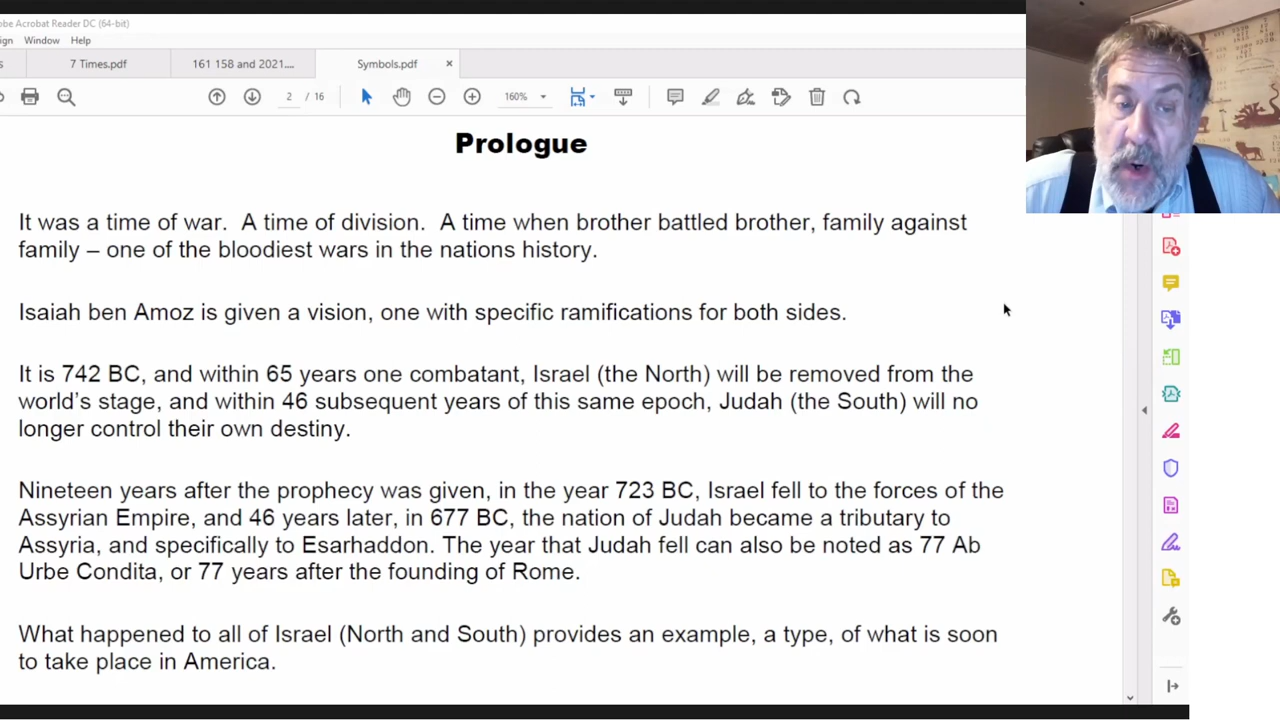 obe Acrobat Reader DC (64-bit)
ign Window Help
s 7 Times.pdf 161 158 and 2021.... Symbols.pdf ×
2 / 16 160%
Prologue
It was a time of war. A time of division. A time when brother battled brother, family against
family – one of the bloodiest wars in the nations history.
Isaiah ben Amoz is given a vision, one with specific ramifications for both sides.
It is 742 BC, and within 65 years one combatant, Israel (the North) will be removed from the
world's stage, and within 46 subsequent years of this same epoch, Judah (the South) will no
longer control their own destiny.
Nineteen years after the prophecy was given, in the year 723 BC, Israel fell to the forces of the
Assyrian Empire, and 46 years later, in 677 BC, the nation of Judah became a tributary to
Assyria, and specifically to Esarhaddon. The year that Judah fell can also be noted as 77 Ab
Urbe Condita, or 77 years after the founding of Rome.
What happened to all of Israel (North and South) provides an example, a type, of what is soon
to take place in America.